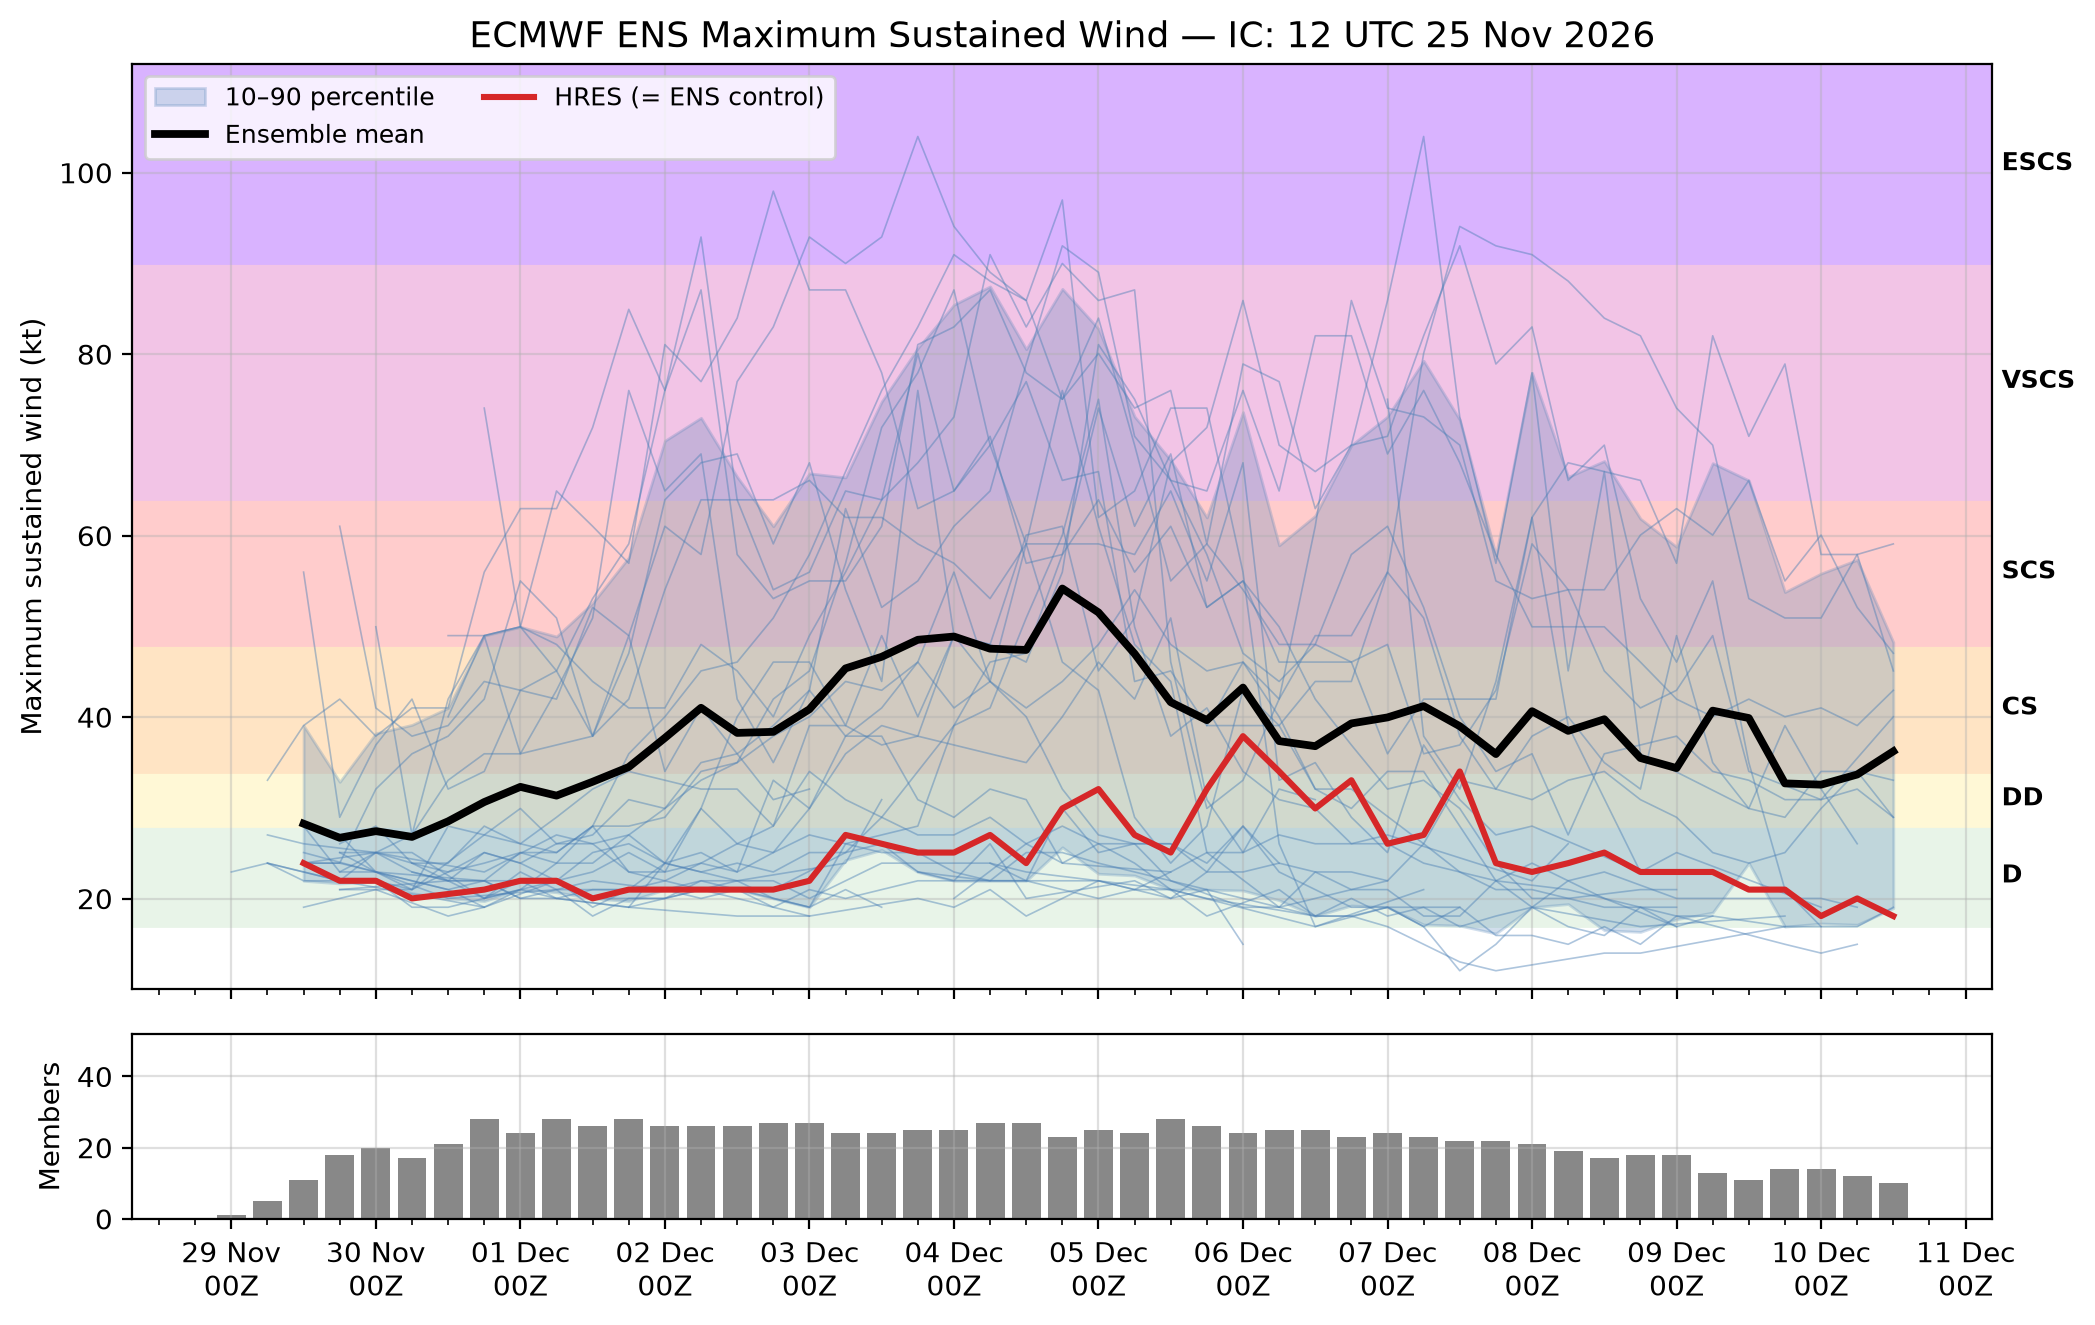 ECMWF ENS Maximum Sustained Wind — IC: 12 UTC 25 Nov 2026
10–90 percentile
Ensemble mean
HRES (= ENS control)
Maximum sustained wind (kt)
100
80
60
40
20
ESCS
VSCS
SCS
CS
DD
D
Members
40
20
0
29 Nov
00Z
30 Nov
00Z
01 Dec
00Z
02 Dec
00Z
03 Dec
00Z
04 Dec
00Z
05 Dec
00Z
06 Dec
00Z
07 Dec
00Z
08 Dec
00Z
09 Dec
00Z
10 Dec
00Z
11 Dec
00Z